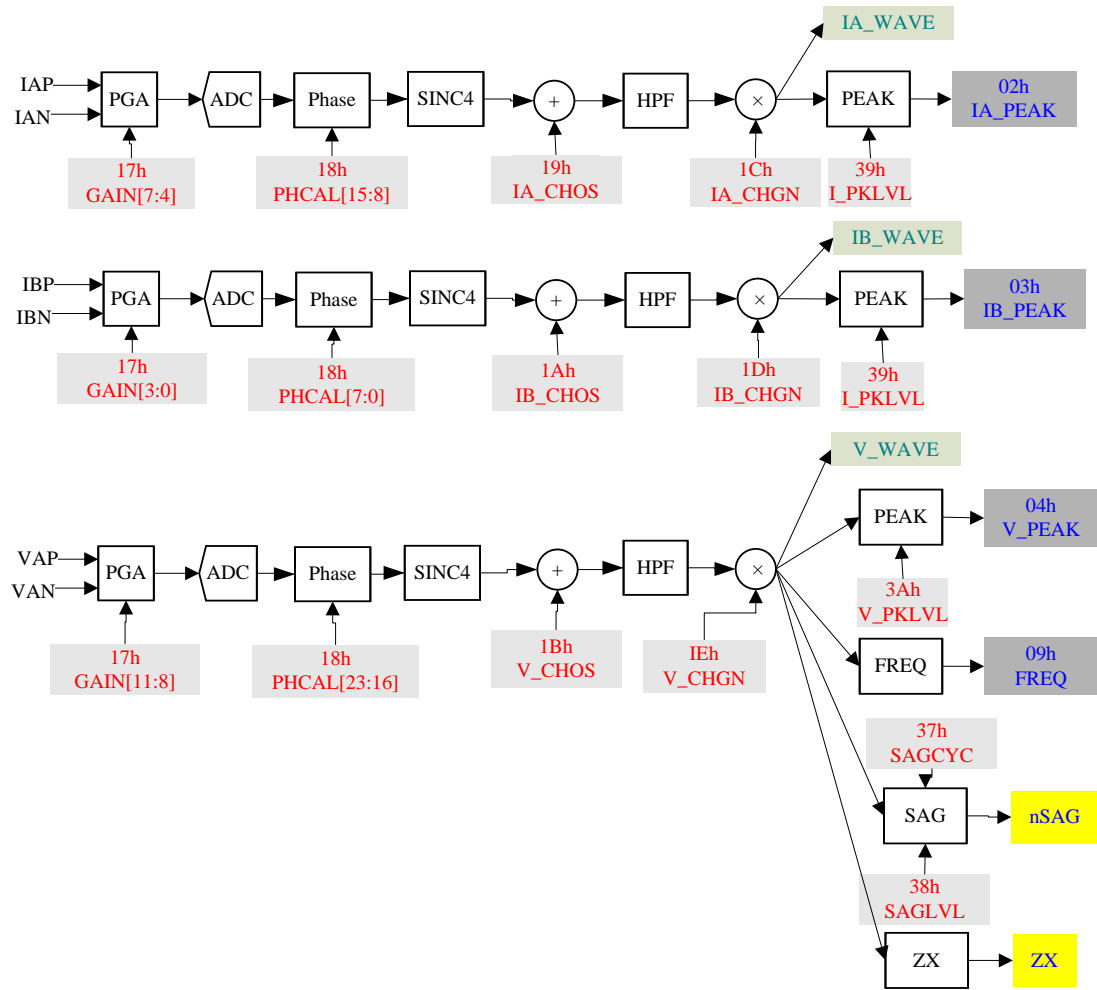 IA_WAVE
IAP
IAN
PGA
ADC
Phase
SINC4
+
HPF
×
PEAK
02h
IA_PEAK
17h
GAIN[7:4]
18h
PHCAL[15:8]
19h
IA_CHOS
1Ch
IA_CHGN
39h
I_PKLVL
IB_WAVE
IBP
IBN
PGA
ADC
Phase
SINC4
+
HPF
×
PEAK
03h
IB_PEAK
17h
GAIN[3:0]
18h
PHCAL[7:0]
1Ah
IB_CHOS
1Dh
IB_CHGN
39h
I_PKLVL
V_WAVE
PEAK
04h
V_PEAK
VAP
VAN
PGA
ADC
Phase
SINC4
+
HPF
×
3Ah
V_PKLVL
17h
GAIN[11:8]
18h
PHCAL[23:16]
1Bh
V_CHOS
IEh
V_CHGN
FREQ
09h
FREQ
37h
SAGCYC
SAG
nSAG
38h
SAGLVL
ZX
ZX